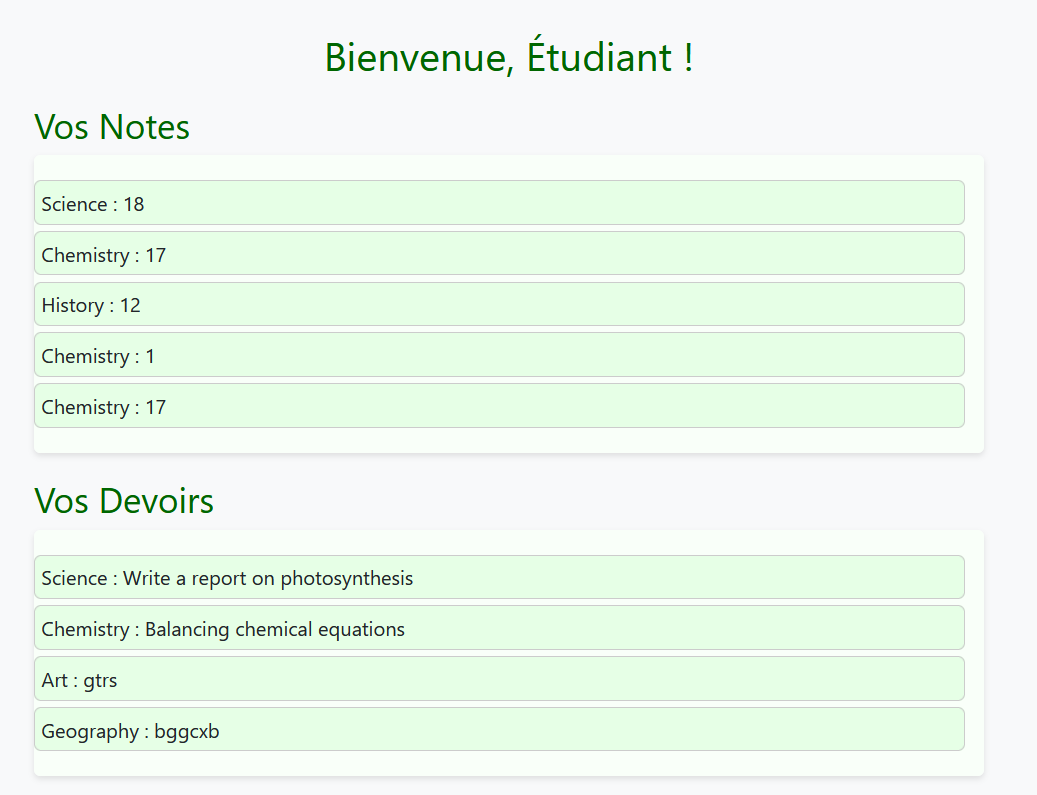 Bienvenue, Étudiant !
Vos Notes
Science : 18
Chemistry : 17
History : 12
Chemistry : 1
Chemistry : 17
Vos Devoirs
Science : Write a report on photosynthesis
Chemistry : Balancing chemical equations
Art : gtrs
Geography : bggcxb